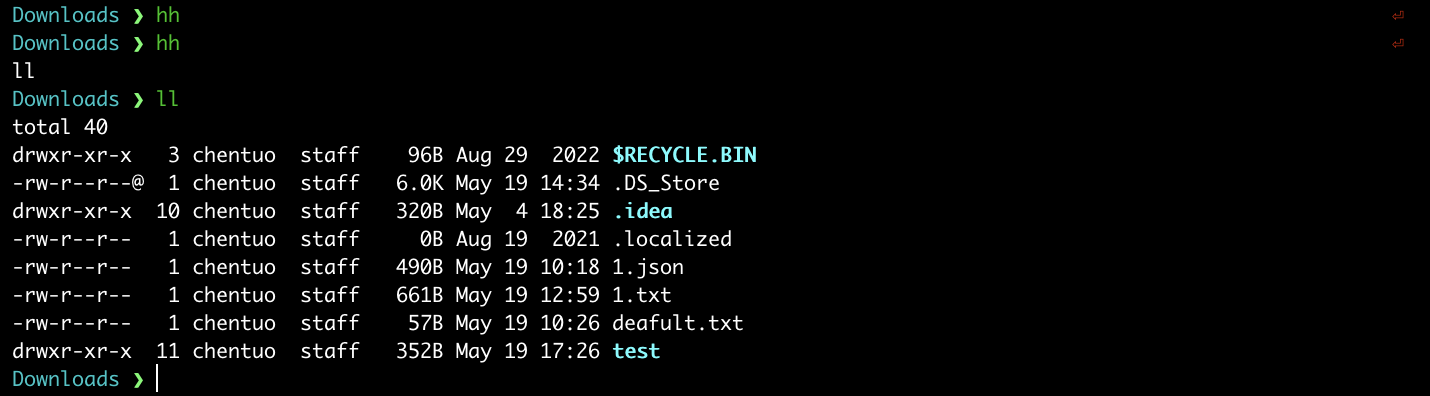 Downloads ❯ hh ⏎
Downloads ❯ hh ⏎
ll
Downloads ❯ ll
total 40
drwxr-xr-x   3 chentuo  staff    96B Aug 29  2022 $RECYCLE.BIN
-rw-r--r--@  1 chentuo  staff   6.0K May 19 14:34 .DS_Store
drwxr-xr-x  10 chentuo  staff   320B May  4 18:25 .idea
-rw-r--r--   1 chentuo  staff     0B Aug 19  2021 .localized
-rw-r--r--   1 chentuo  staff   490B May 19 10:18 1.json
-rw-r--r--   1 chentuo  staff   661B May 19 12:59 1.txt
-rw-r--r--   1 chentuo  staff    57B May 19 10:26 deafult.txt
drwxr-xr-x  11 chentuo  staff   352B May 19 17:26 test
Downloads ❯